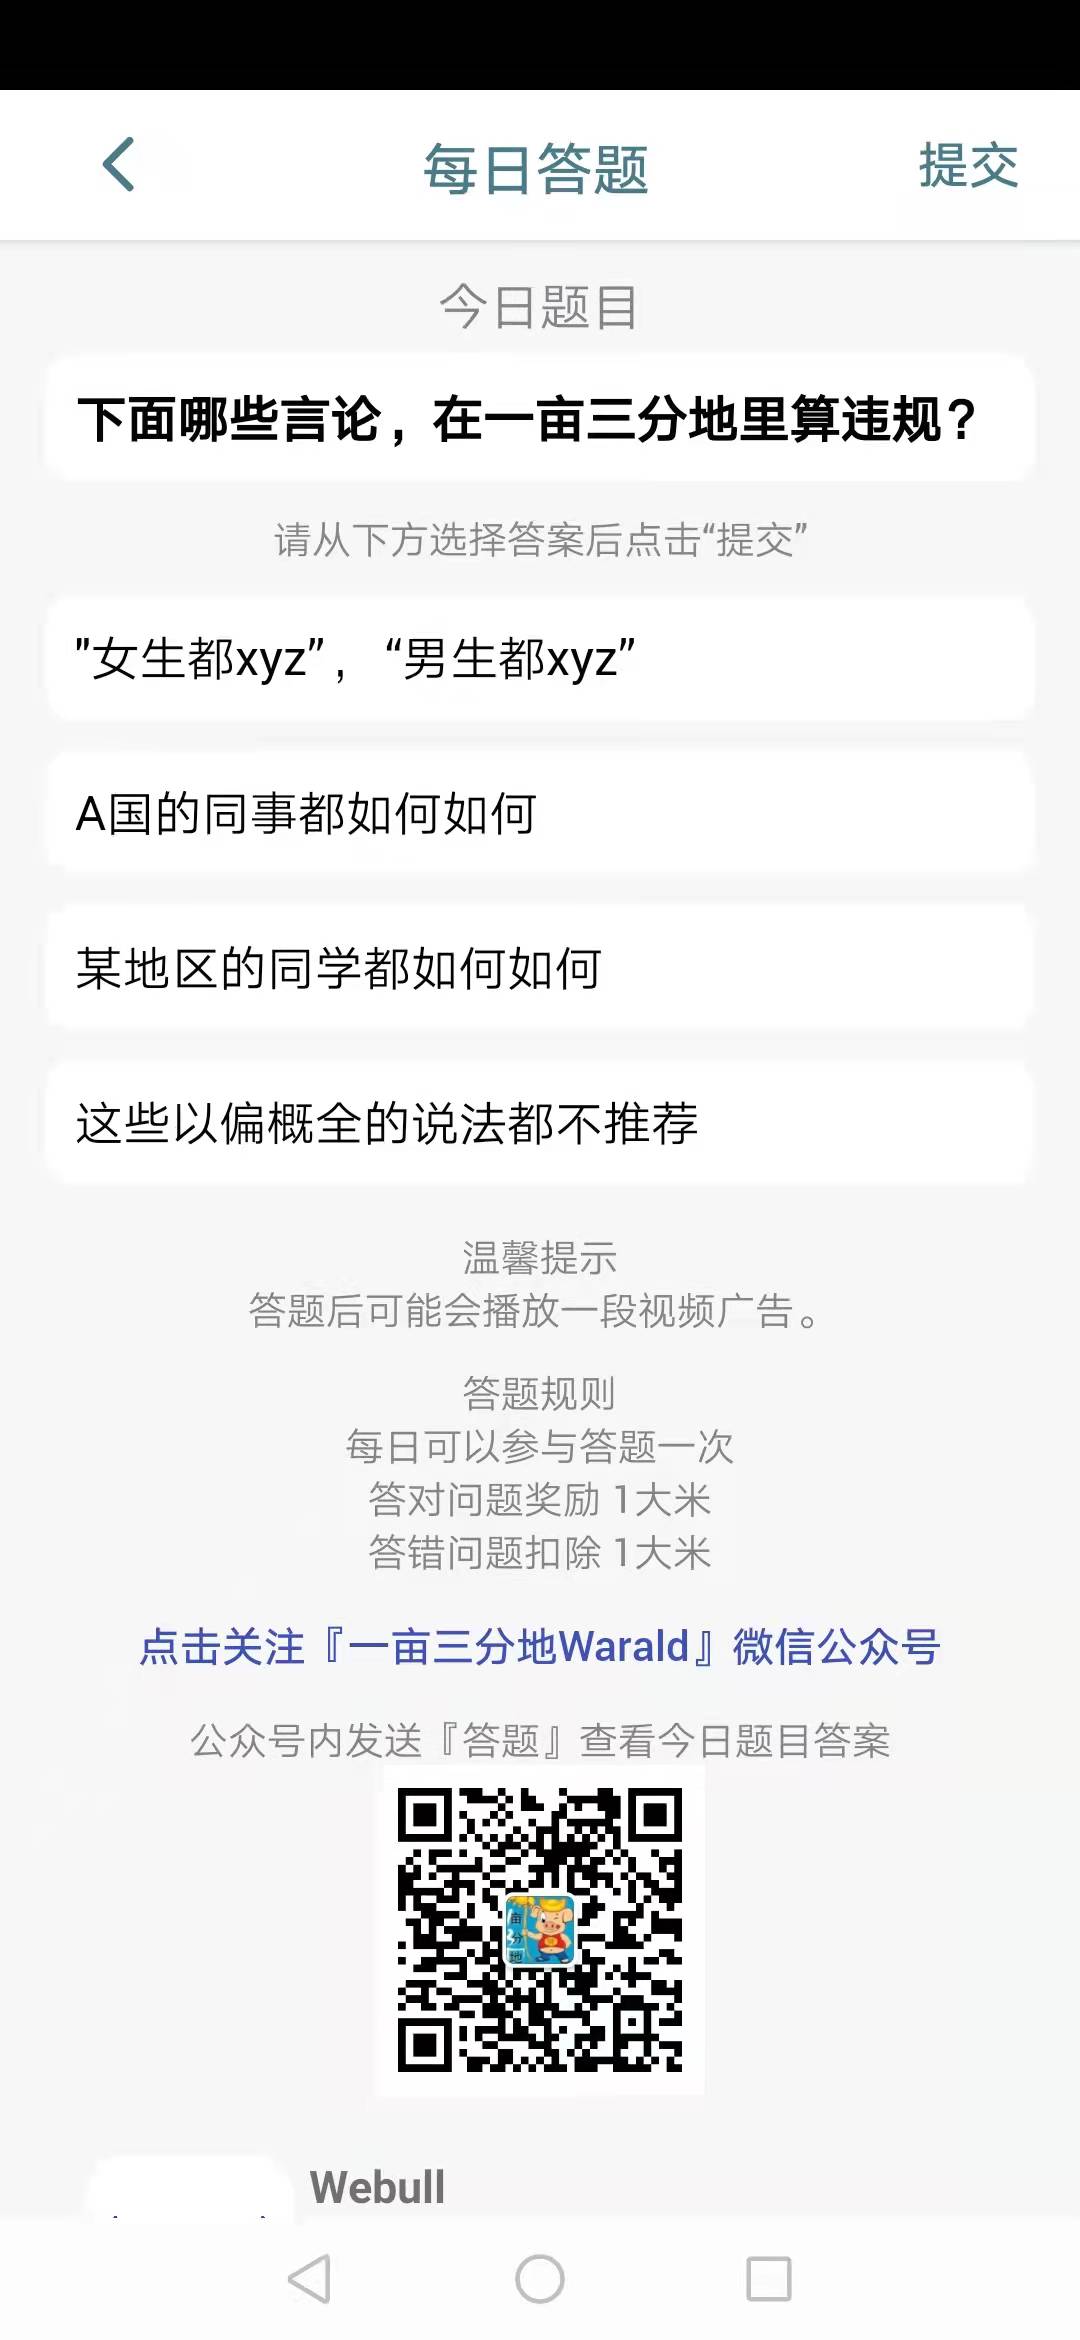 每日答题
提交
今日题目
下面哪些言论，在一亩三分地里算违规？
请从下方选择答案后点击“提交”
"女生都xyz”，“男生都xyz”
A国的同事都如何如何
某地区的同学都如何如何
这些以偏概全的说法都不推荐
温馨提示
答题后可能会播放一段视频广告。
答题规则
每日可以参与答题一次
答对问题奖励 1大米
答错问题扣除 1大米
点击关注『一亩三分地Warald』微信公众号
公众号内发送『答题』查看今日题目答案
亩
分
地
Webull